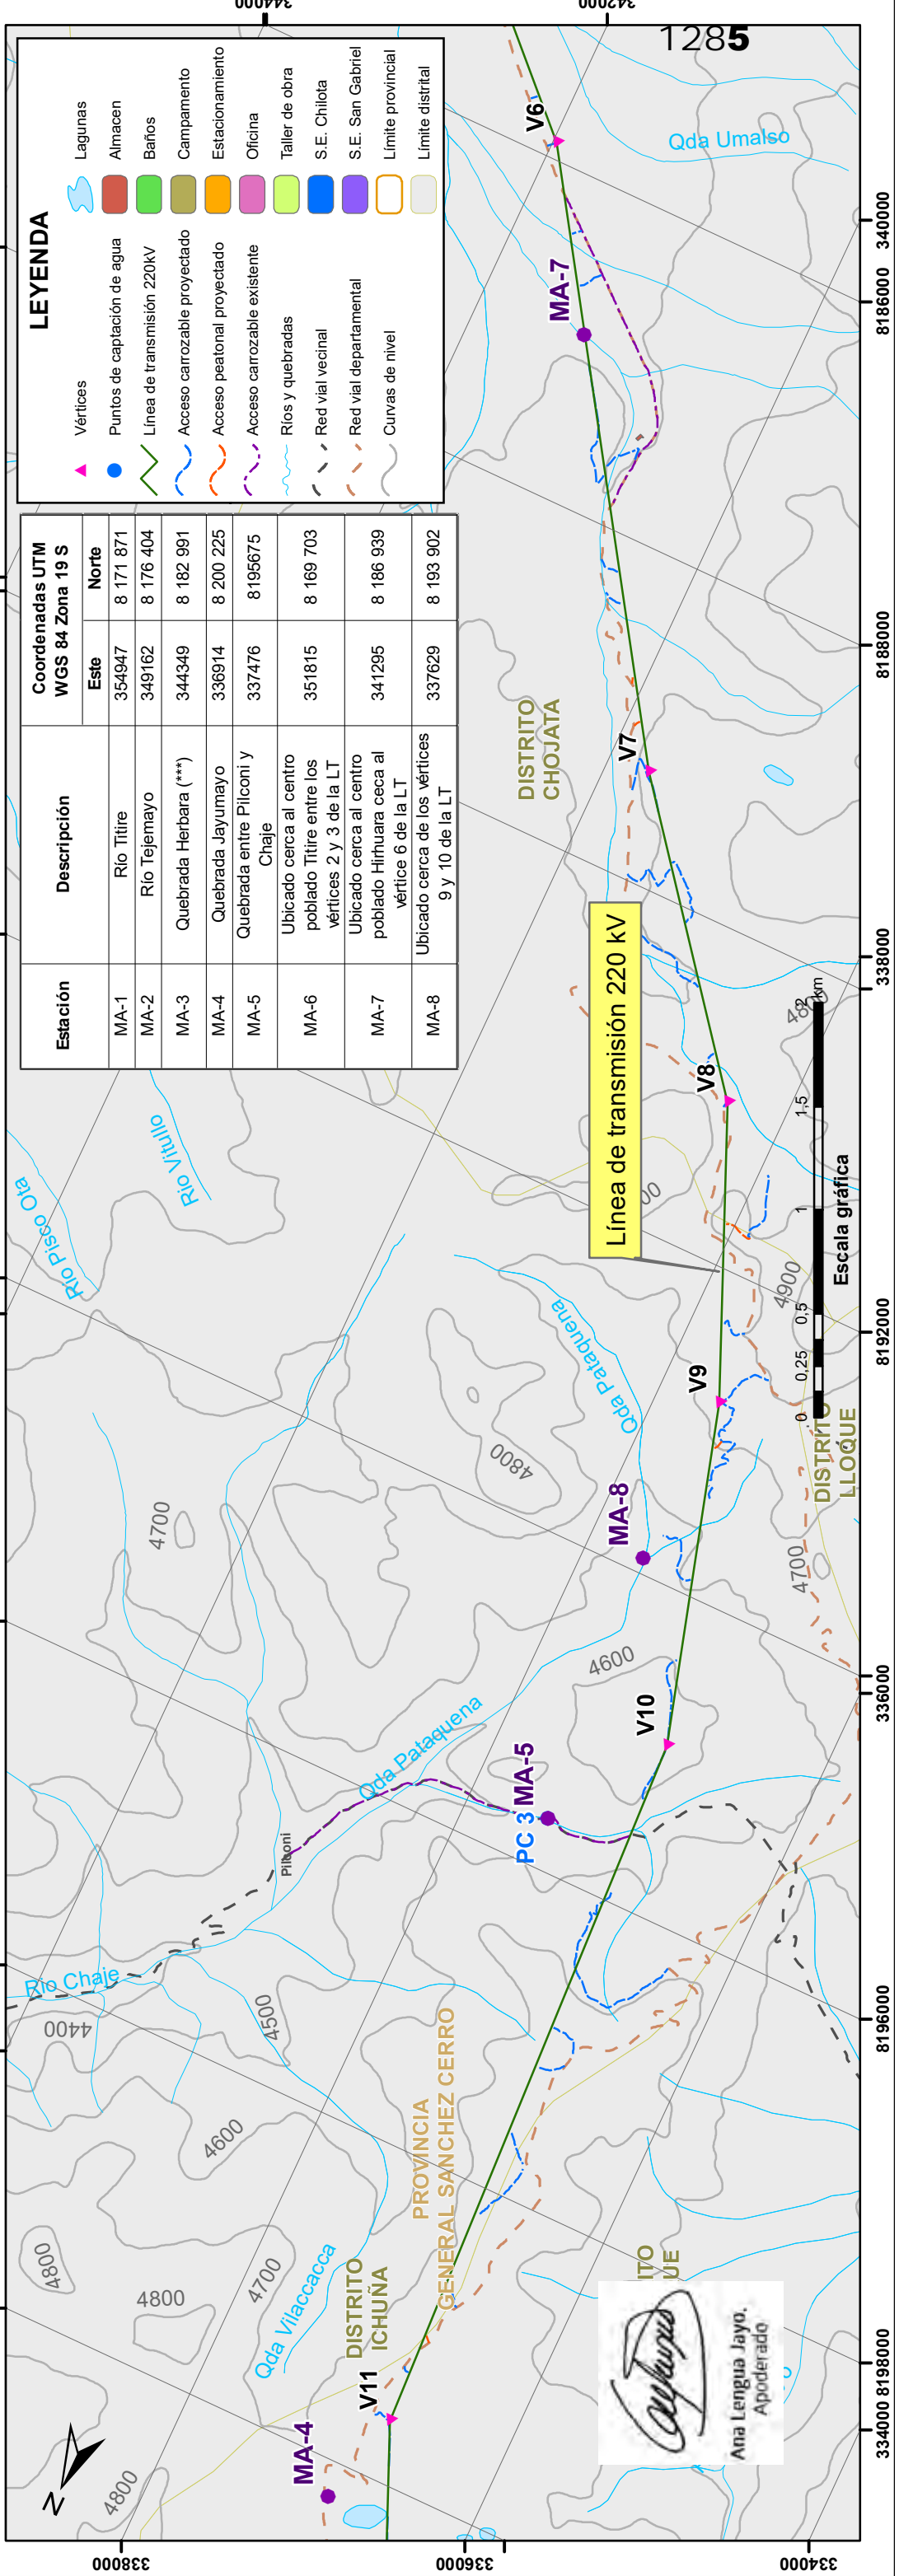 1285
LEYENDA
Vértices
Puntos de captación de agua
Línea de transmisión 220kV
Acceso carrozable proyectado
Acceso peatonal proyectado
Acceso carrozable existente
Ríos y quebradas
Red vial vecinal
Red vial departamental
Curvas de nivel
Lagunas
Almacen
Baños
Campamento
Estacionamiento
Oficina
Taller de obra
S.E. Chilota
S.E. San Gabriel
Límite provincial
Límite distrital
Estación Descripción Coordenadas UTM
WGS 84 Zona 19 S
Este Norte
MA-1 Río Titire 354947 8 171 871
MA-2 Río Tejemayo 349162 8 176 404
MA-3 Quebrada Herbara (***) 344349 8 182 991
MA-4 Quebrada Jayumayo 336914 8 200 225
MA-5 Quebrada entre Pilconi y
Chaje 337476 8195675
MA-6 Ubicado cerca al centro
poblado Titire entre los
vértices 2 y 3 de la LT 351815 8 169 703
MA-7 Ubicado cerca al centro
poblado Hirhuara ceca al
vértice 6 de la LT 341295 8 186 939
MA-8 Ubicado cerca de los vértices
9 y 10 de la LT 337629 8 193 902
N
4800
4800
4800
4700
4600
4500
4400
4700
4800
4600
4700
4900
MA-4
V11
Qda Vilaccacca
DISTRITO
ICHUÑA
PROVINCIA
GENERAL SANCHEZ CERRO
Río Chaje
Pilconi
Qda Pataquena
PC 3
MA-5
V10
MA-8
V9
Qda Pataquena
Río Pisco Ota
Río Vitullo
Línea de transmisión 220 kV
V8
V7
DISTRITO
CHOJATA
MA-7
V6
Qda Umalso
DISTRITO
LLOQUE
0 0,25 0,5 1 1,5 2
km
Escala gráfica
Ana Lengua Jayo.
Apoderado
344000
342000
338000
336000
334000
334000
8198000
8196000
336000
8192000
338000
8188000
8186000
340000